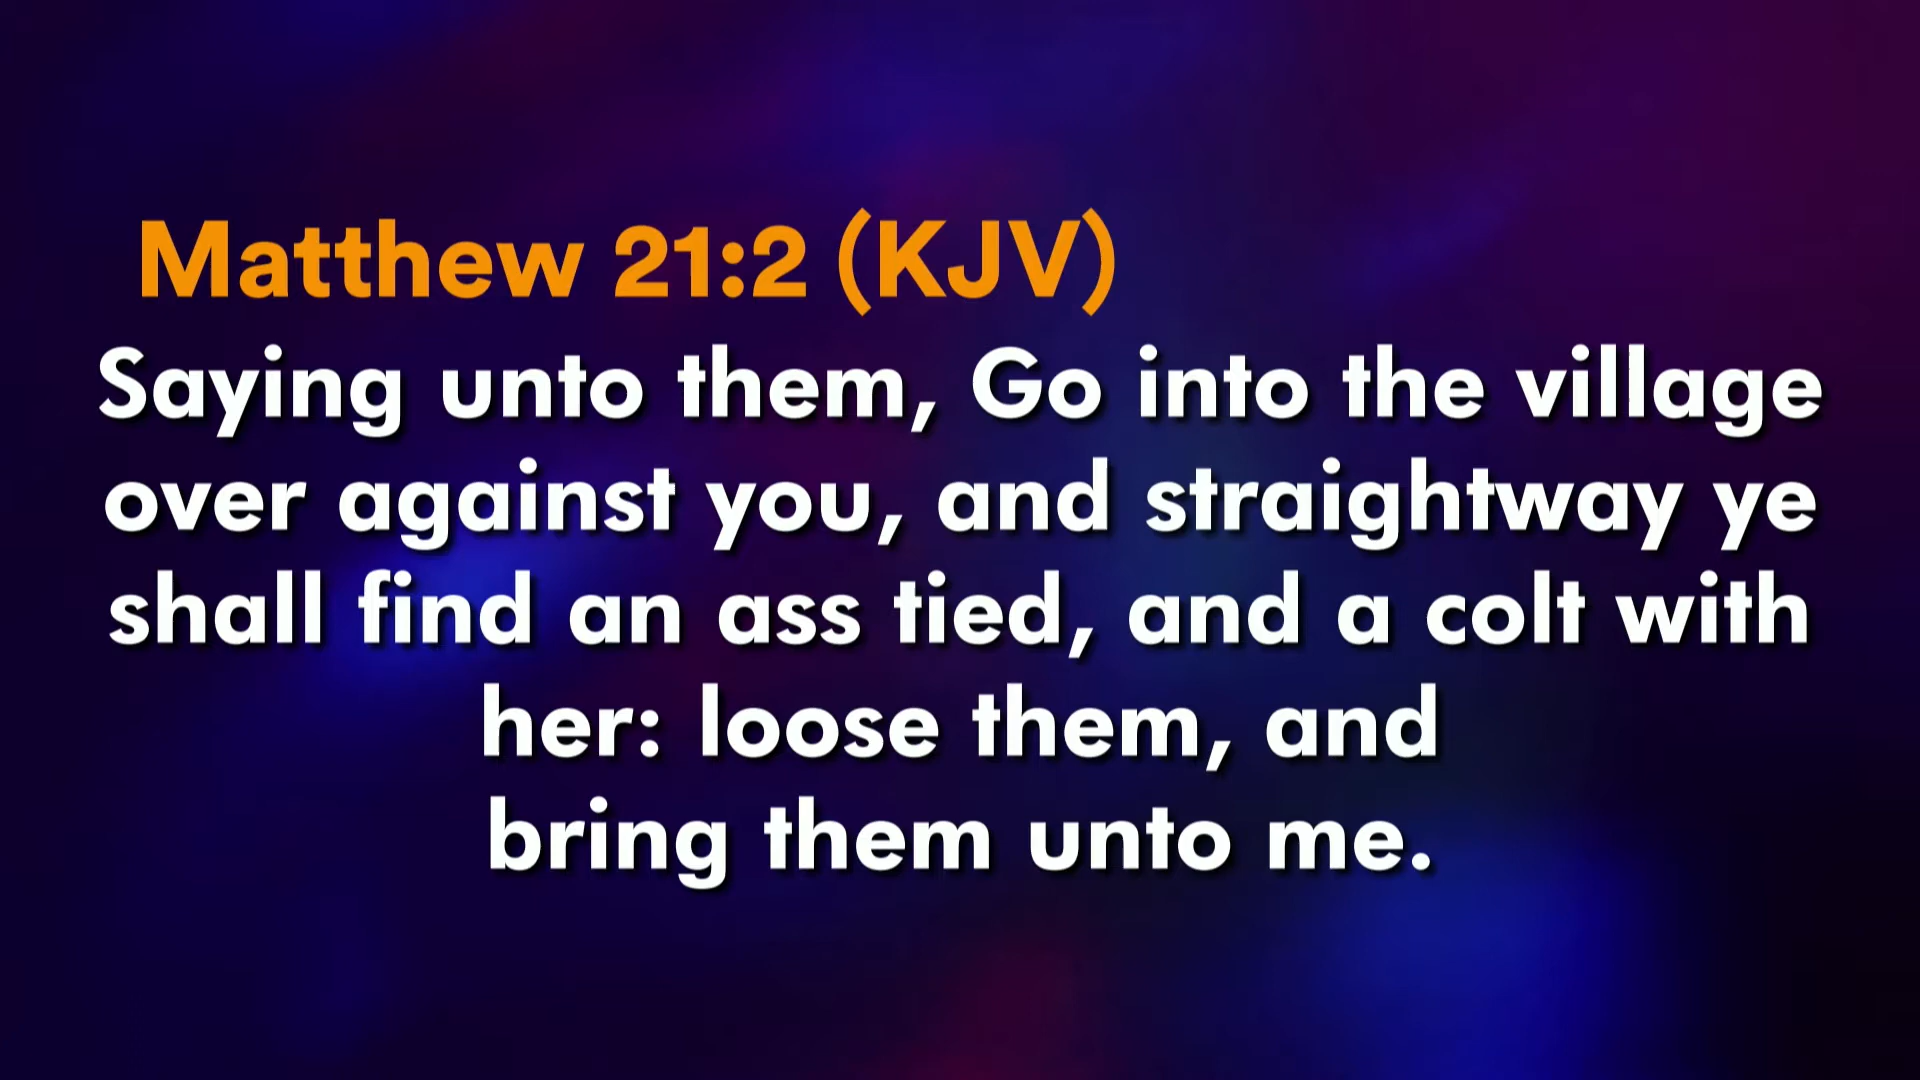 Matthew 21:2 (KJV)
Saying unto them, Go into the village
over against you, and straightway ye
shall find an ass tied, and a colt with
her: loose them, and
bring them unto me.